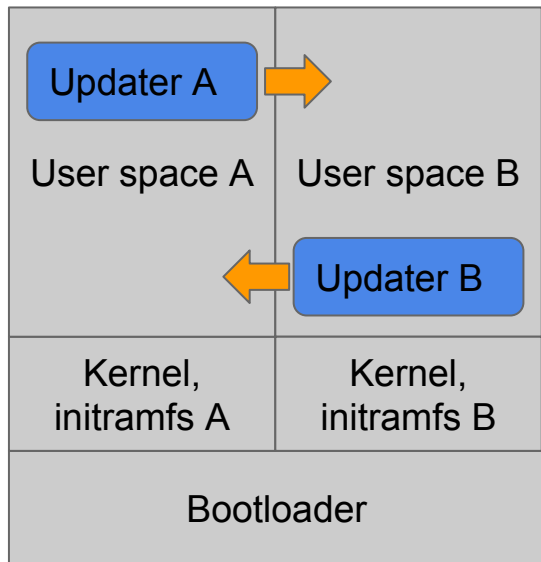 Updater A
User space A
User space B
Updater B
Kernel,
initramfs A
Kernel,
initramfs B
Bootloader